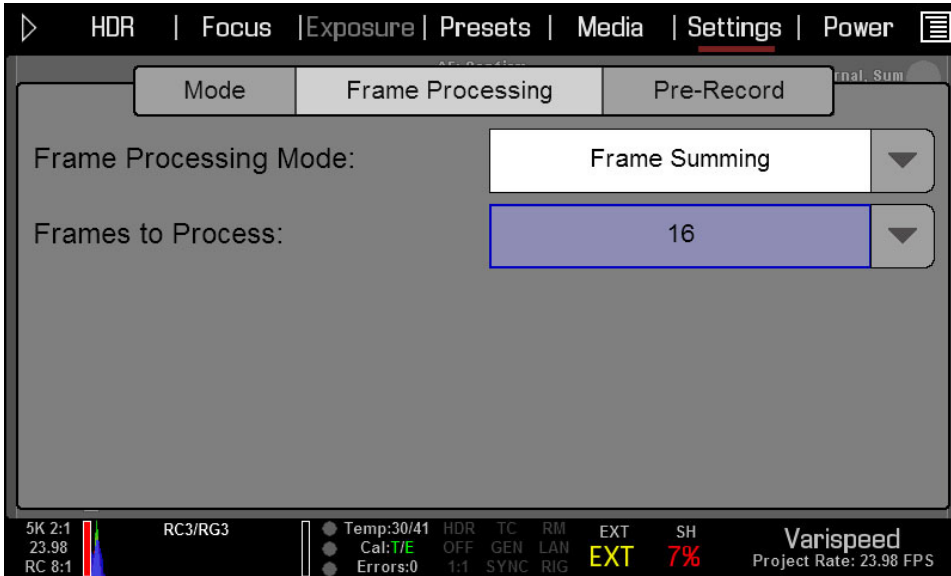 HDR | Focus | Exposure | Presets | Media | Settings | Power
Mode Frame Processing Pre-Record
Frame Processing Mode: Frame Summing
Frames to Process: 16
5K 2:1 RC3/RG3 Temp:30/41 HDR TC RM EXT SH Varispeed
23.98 Cal:T/E OFF GEN LAN EXT 7% Project Rate: 23.98 FPS
RC 8:1 Errors:0 1:1 SYNC RIG